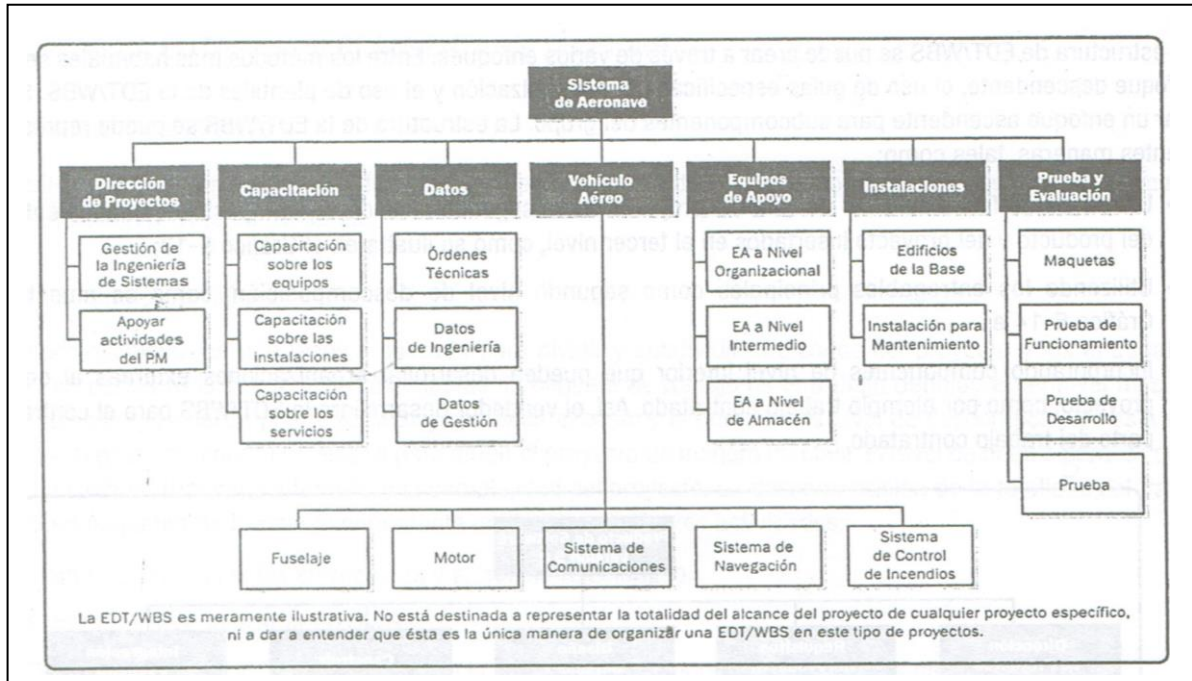 Sistema
de Aeronave
Dirección
de Proyectos
Capacitación
Datos
Vehículo
Aéreo
Equipos
de Apoyo
Instalaciones
Prueba y
Evaluación
Gestión de
la Ingeniería
de Sistemas
Apoyar
actividades
del PM
Capacitación
sobre los
equipos
Capacitación
sobre las
instalaciones
Capacitación
sobre los
servicios
Órdenes
Técnicas
Datos
de Ingeniería
Datos
de Gestión
EA a Nivel
Organizacional
EA a Nivel
Intermedio
EA a Nivel
de Almacén
Edificios
de la Base
Instalación para
Mantenimiento
Maquetas
Prueba de
Funcionamiento
Prueba de
Desarrollo
Prueba
Fuselaje
Motor
Sistema de
Comunicaciones
Sistema de
Navegación
Sistema
de Control
de Incendios
La EDT/WBS es meramente ilustrativa. No está destinada a representar la totalidad del alcance del proyecto de cualquier proyecto específico,
ni a dar a entender que ésta es la única manera de organizar una EDT/WBS en este tipo de proyectos.